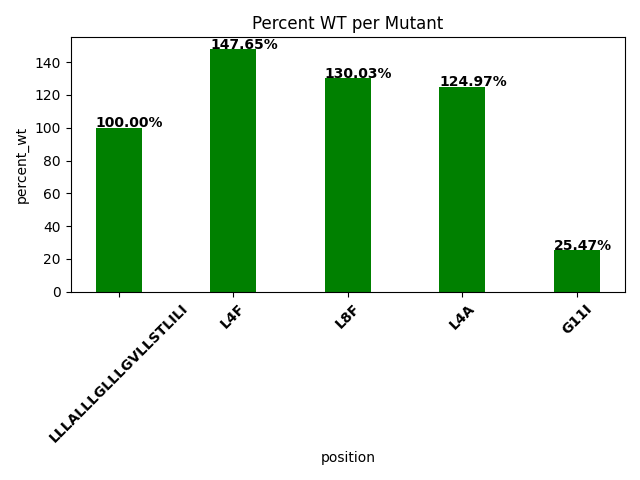 Percent WT per Mutant
percent_wt
140
120
100
80
60
40
20
0
100.00%
147.65%
130.03%
124.97%
25.47%
LLLALLLGLLLGVLLSTLILI
L4F
L8F
L4A
G11I
position